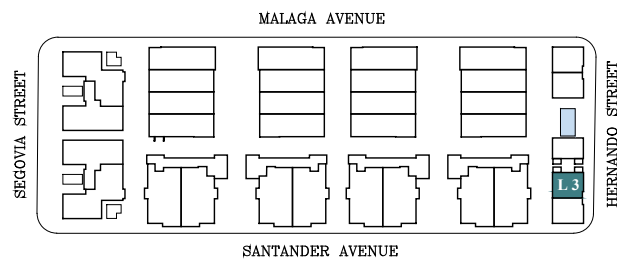 MALAGA AVENUE
SEGOVIA STREET
HERNANDO STREET
L 3
SANTANDER AVENUE